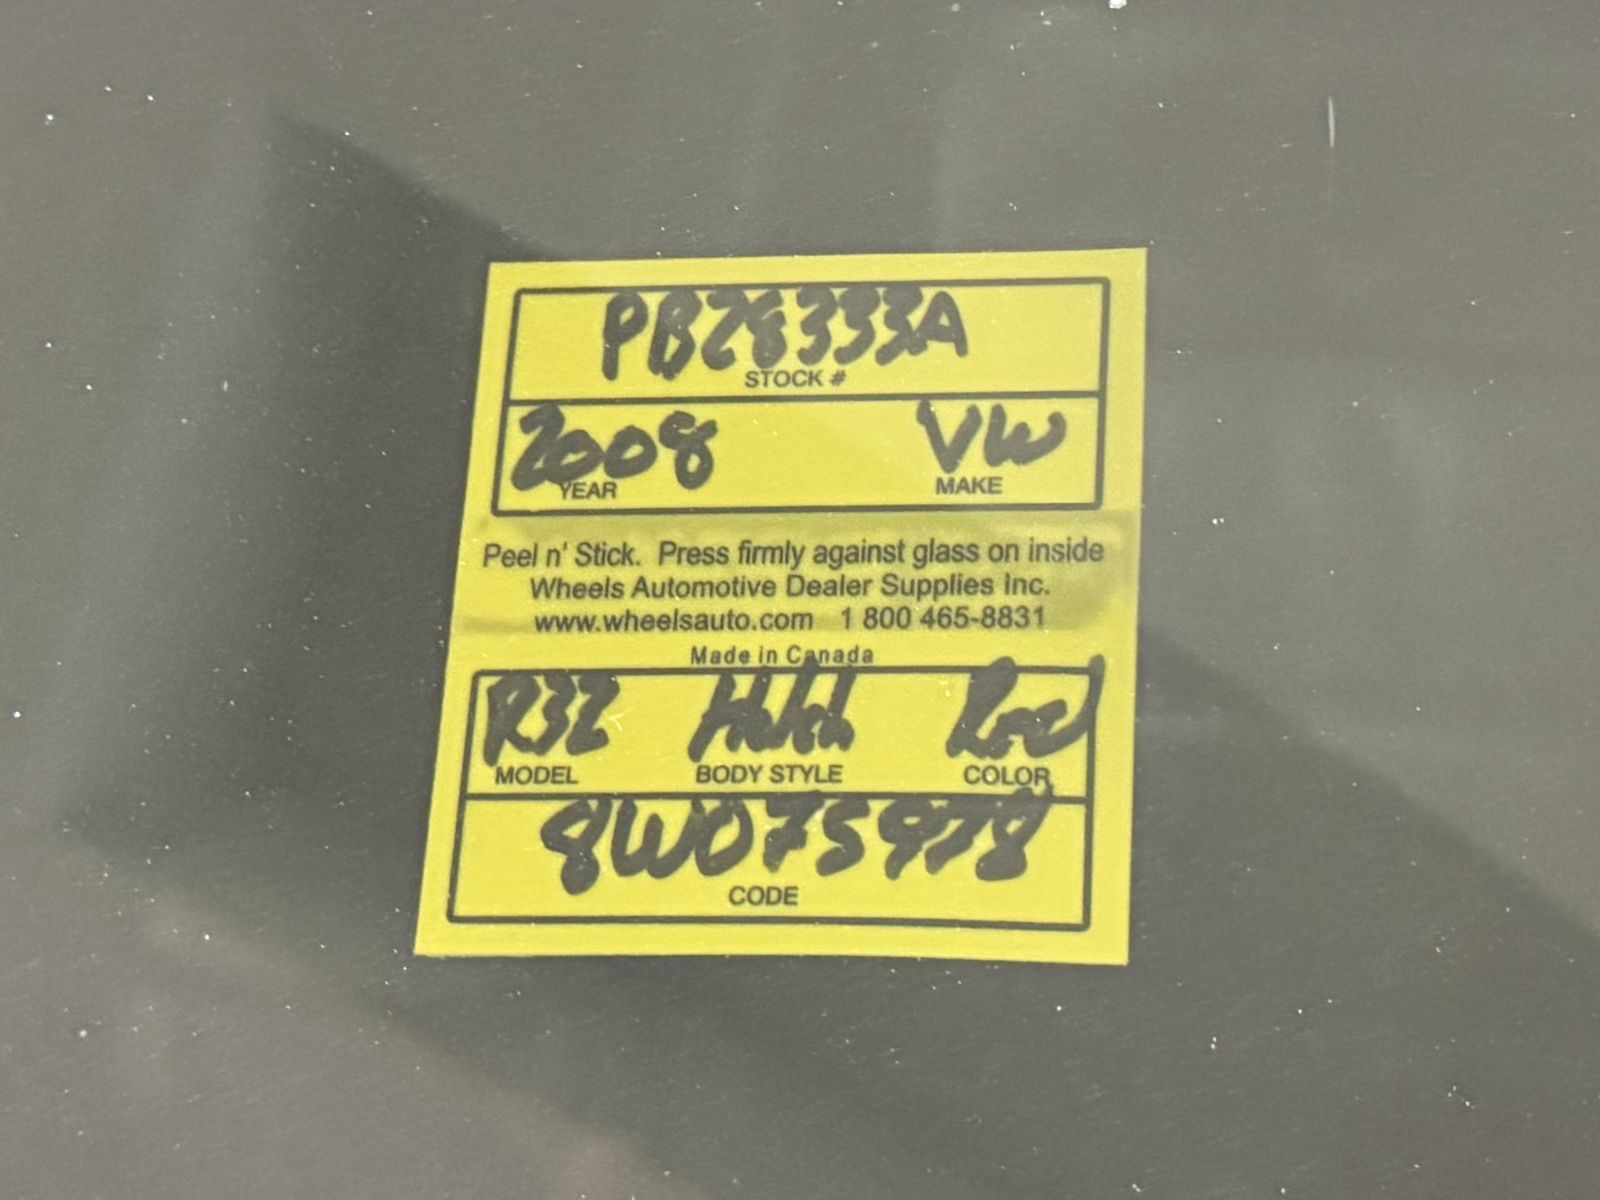 PB28333A
STOCK #
2008 VW
YEAR MAKE
Peel n' Stick. Press firmly against glass on inside
Wheels Automotive Dealer Supplies Inc.
www.wheelsauto.com 1 800 465-8831
Made in Canada
R32 Red
MODEL BODY STYLE COLOR
8W075978
CODE